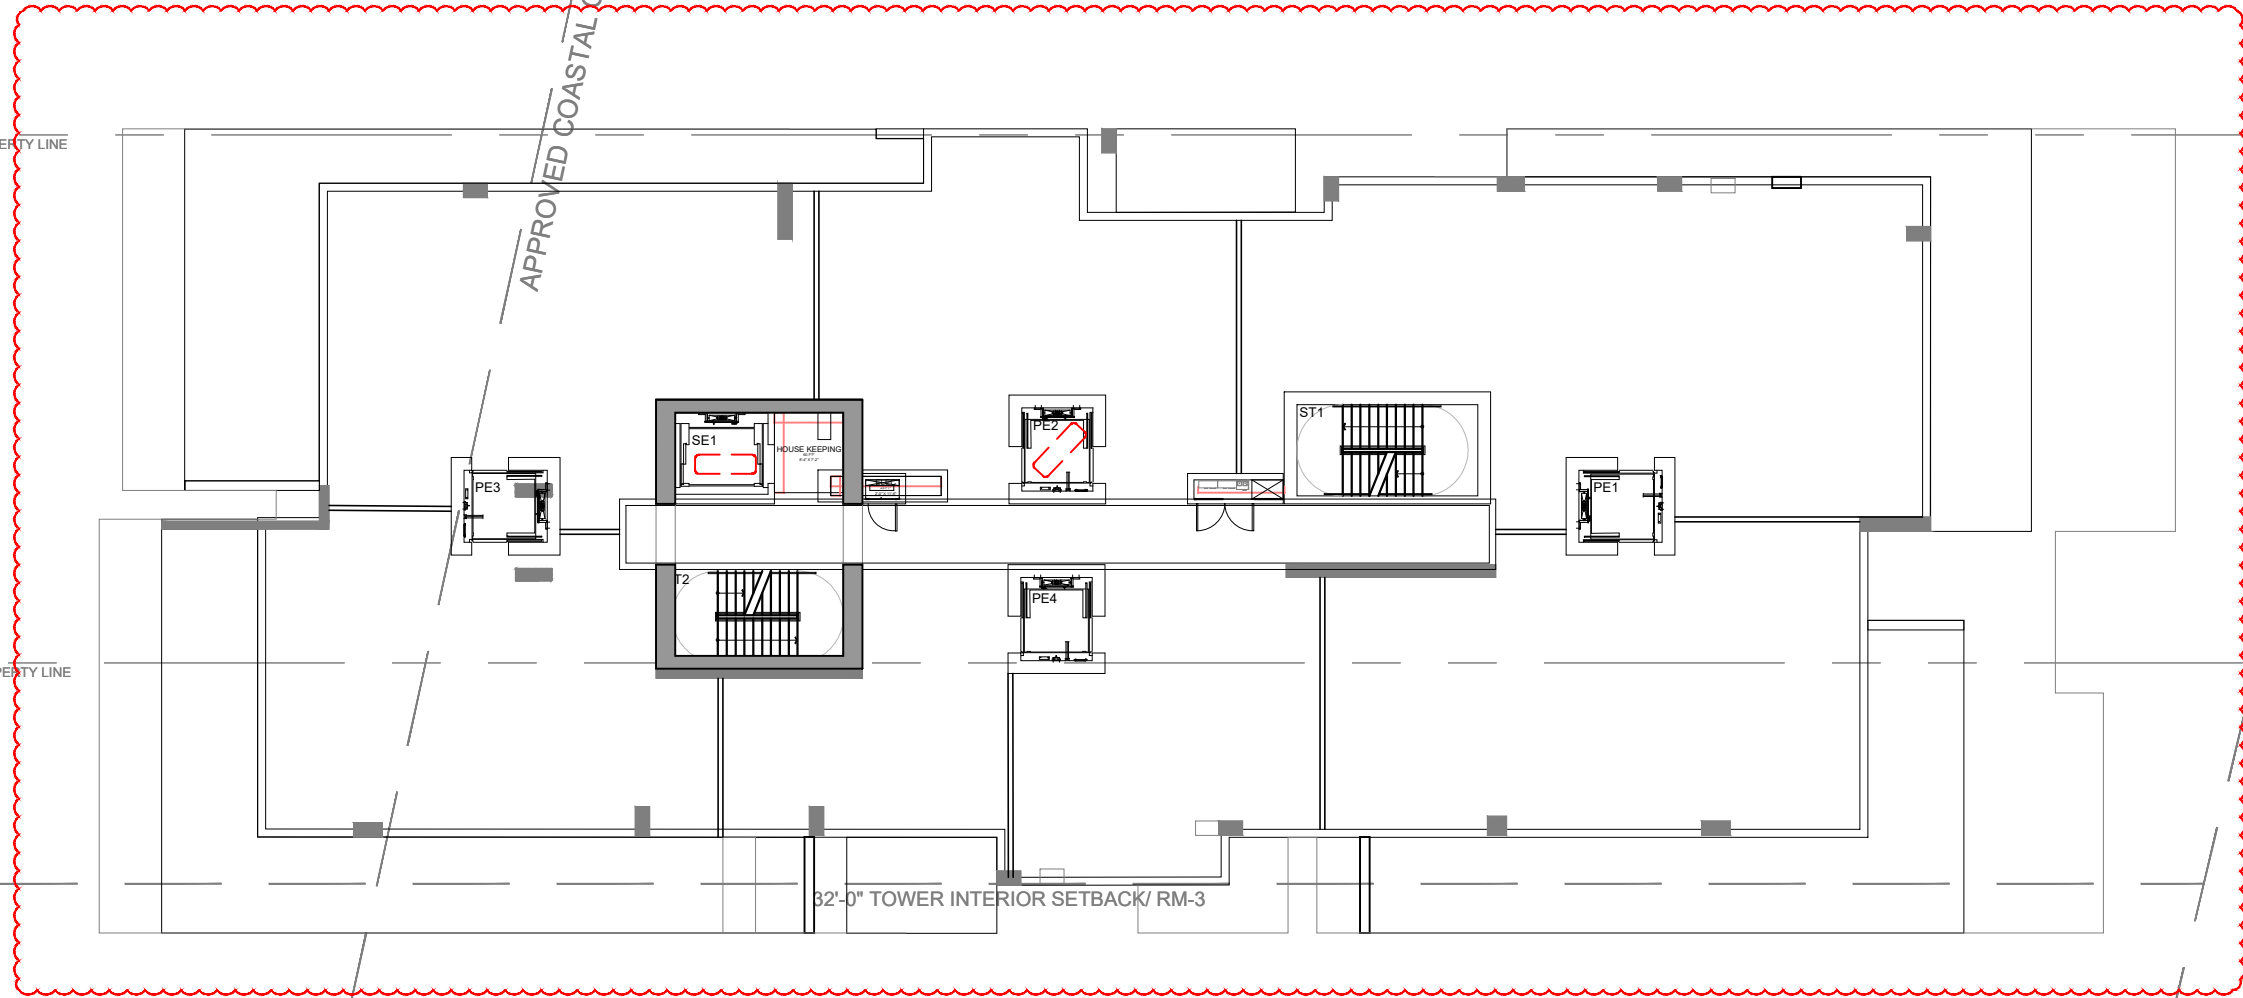 APPROVED COASTAL C
ERTY LINE
ST1
PE2
SE1
HOUSE KEEPING
PE3
PE1
T2
PE4
PERTY LINE
32'-0" TOWER INTERIOR SETBACK/ RM-3